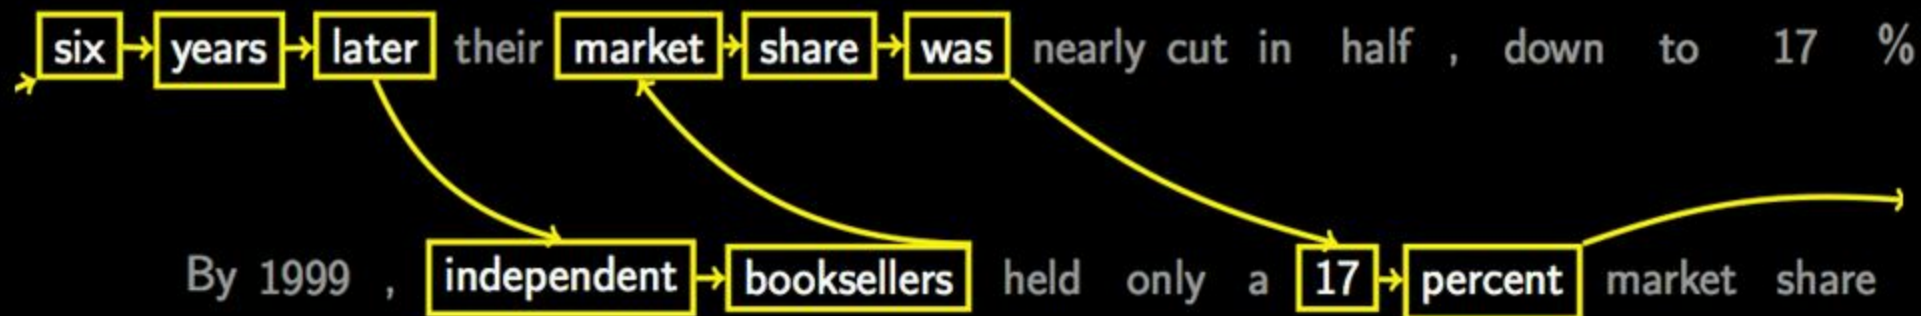 six years later their market share was nearly cut in half , down to 17 %
By 1999 , independent booksellers held only a 17 percent market share